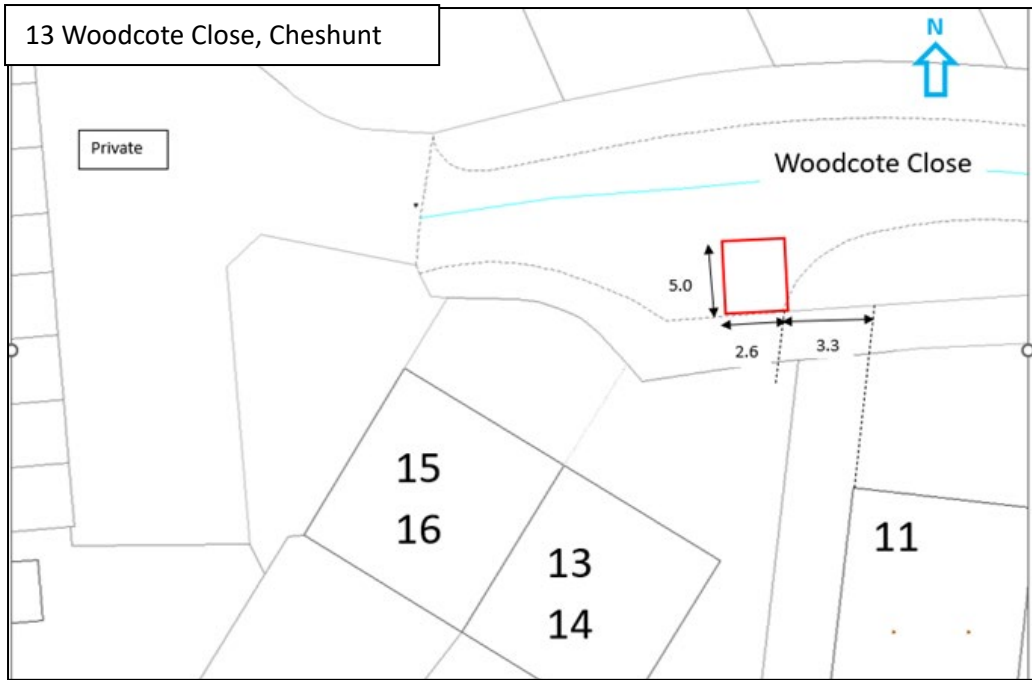 13 Woodcote Close, Cheshunt
N
Private
Woodcote Close
5.0
2.6
3.3
15
16
13
14
11